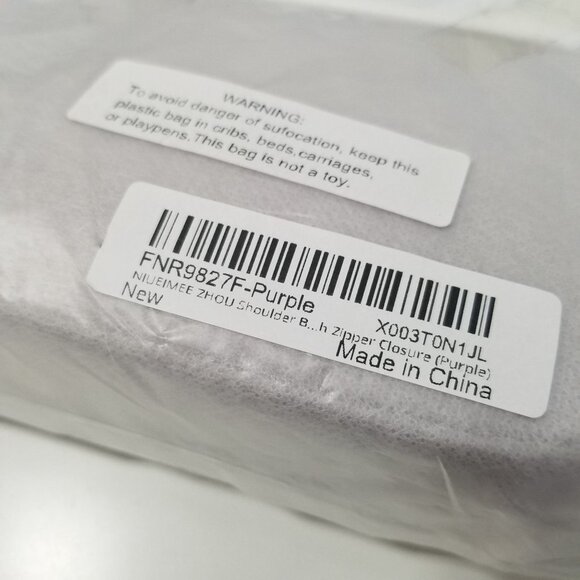 WARNING:
To avoid danger of sufocation, keep this
plastic bag in cribs, beds,carriages,
or playpens.This bag is not a toy.
FNR9827F-Purple
X003T0N1JL
NIUEIMEE ZHOU Shoulder B...h Zipper Closure (Purple)
New
Made in China